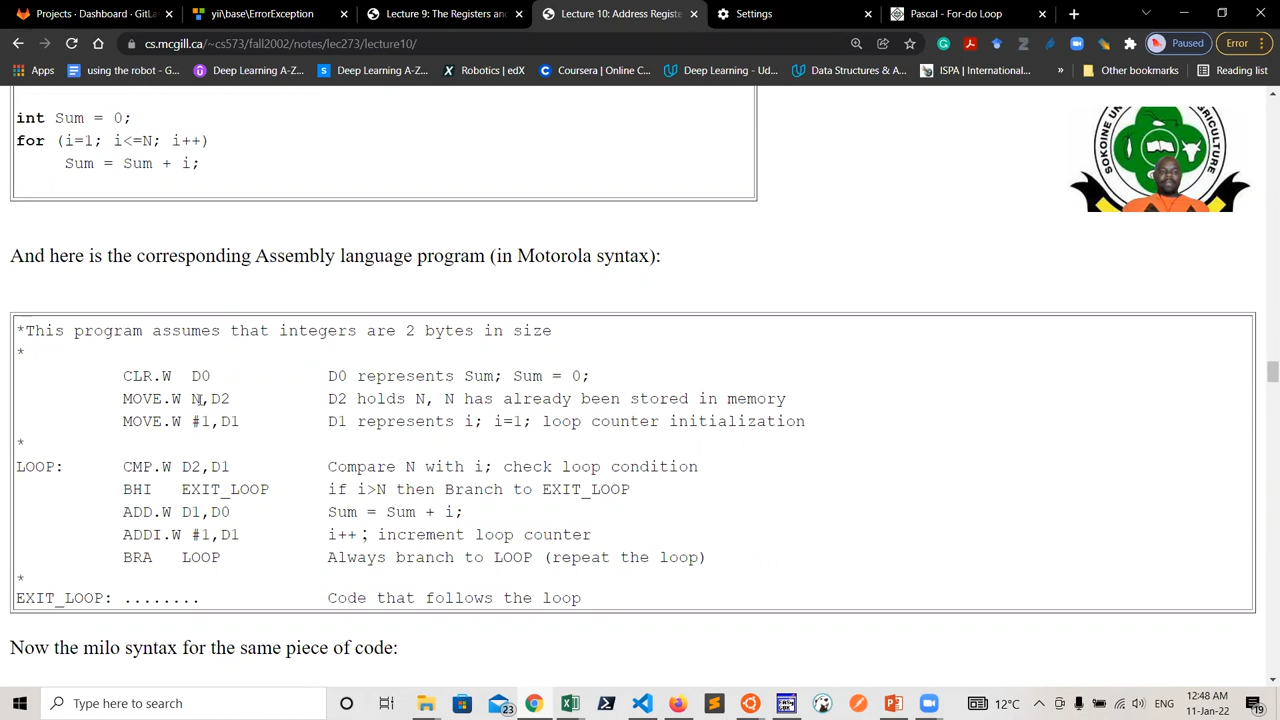 Projects · Dashboard · GitLa
yii\base\ErrorException
Lecture 9: The Registers and
Lecture 10: Address Registe
Settings
Pascal - For-do Loop
cs.mcgill.ca/~cs573/fall2002/notes/lec273/lecture10/
Paused
Error
Apps
using the robot - G...
Deep Learning A-Z...
Deep Learning A-Z...
Robotics | edX
Coursera | Online C...
Deep Learning - Ud...
Data Structures & A...
ISPA | International...
»
Other bookmarks
Reading list
int Sum = 0;
for (i=1; i<=N; i++)
Sum = Sum + i;
And here is the corresponding Assembly language program (in Motorola syntax):
*This program assumes that integers are 2 bytes in size
*
CLR.W D0 D0 represents Sum; Sum = 0;
MOVE.W N,D2 D2 holds N, N has already been stored in memory
MOVE.W #1,D1 D1 represents i; i=1; loop counter initialization
*
LOOP: CMP.W D2,D1 Compare N with i; check loop condition
BHI EXIT_LOOP if i>N then Branch to EXIT_LOOP
ADD.W D1,D0 Sum = Sum + i;
ADDI.W #1,D1 i++; increment loop counter
BRA LOOP Always branch to LOOP (repeat the loop)
*
EXIT_LOOP: ........ Code that follows the loop
Now the milo syntax for the same piece of code:
Type here to search
23
12°C
12:48 AM
11-Jan-22
19